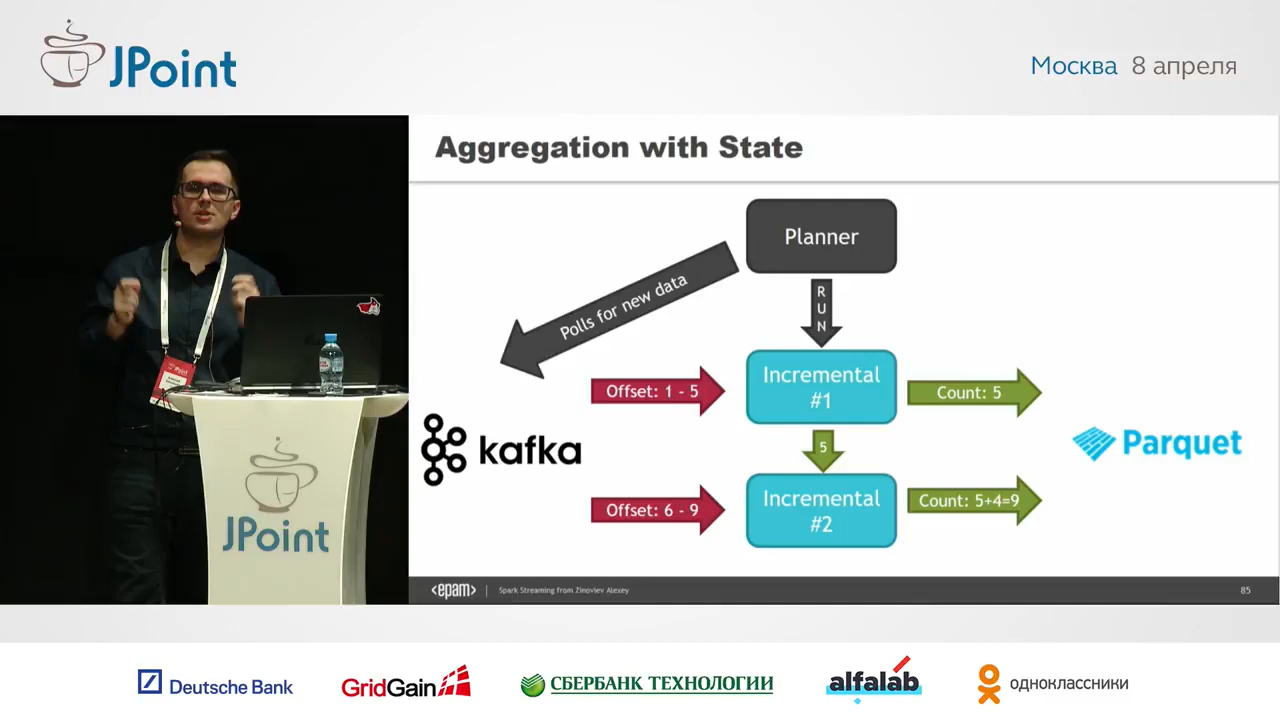 JPoint
Москва 8 апреля
Aggregation with State
Planner
Polls for new data
R
U
N
Offset: 1 - 5
Incremental
#1
Count: 5
kafka
5
Parquet
Offset: 6 - 9
Incremental
#2
Count: 5+4=9
<epam> | Spark Streaming from Zinoviev Alexey
85
JPoint
JPoint
Deutsche Bank
GridGain
СБЕРБАНК ТЕХНОЛОГИИ
alfalab
одноклассники